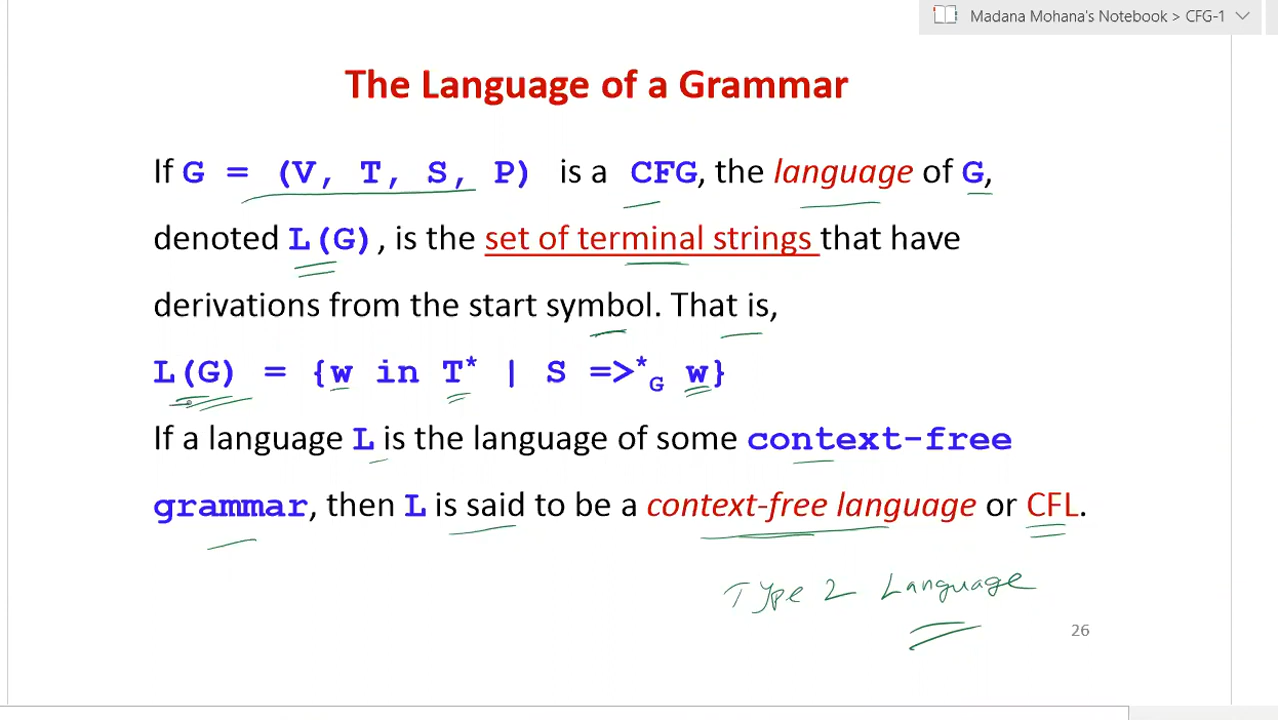 Madana Mohana's Notebook > CFG-1
The Language of a Grammar
If G = (V, T, S, P) is a CFG, the language of G,
denoted L(G), is the set of terminal strings that have
derivations from the start symbol. That is,
L(G) = {w in T* | S =>*G w}
If a language L is the language of some context-free
grammar, then L is said to be a context-free language or CFL.
Type 2 Language
26